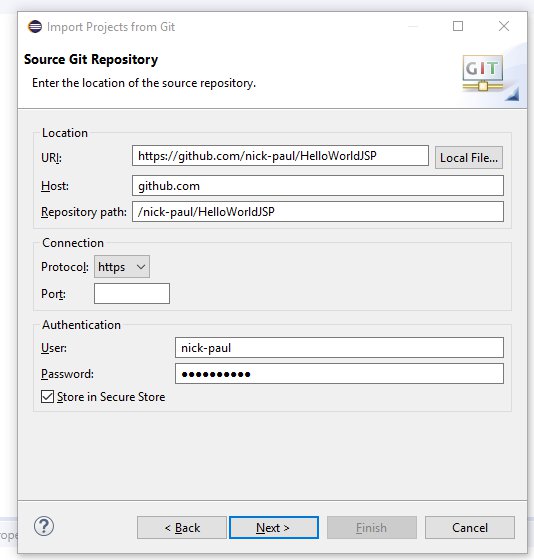 Import Projects from Git
Source Git Repository
Enter the location of the source repository.
GIT
Location
URI: https://github.com/nick-paul/HelloWorldJSP Local File...
Host: github.com
Repository path: /nick-paul/HelloWorldJSP
Connection
Protocol: https
Port:
Authentication
User: nick-paul
Password: ●●●●●●●●●●
Store in Secure Store
rope
? < Back Next > Finish Cancel